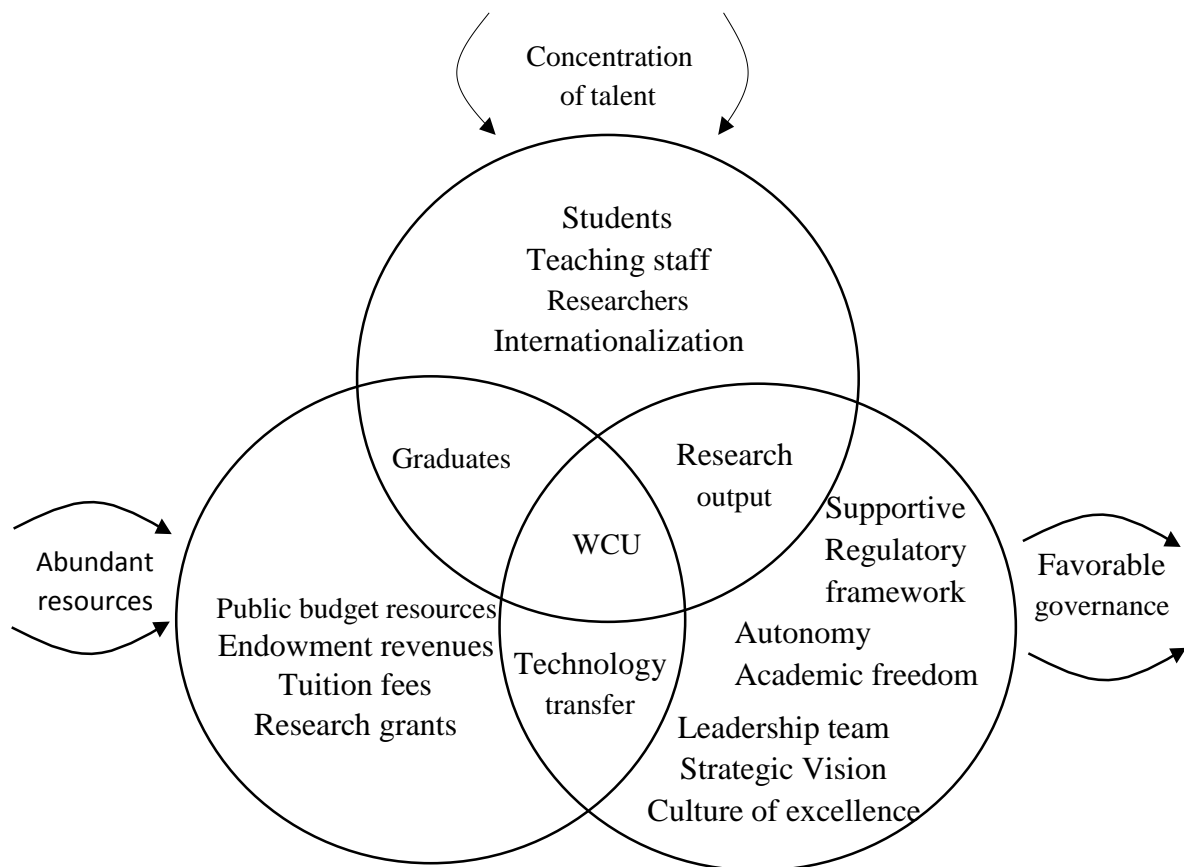 Concentration
of talent
Students
Teaching staff
Researchers
Internationalization
Graduates
Research
output
WCU
Abundant
resources
Public budget resources
Endowment revenues
Tuition fees
Research grants
Technology
transfer
Supportive
Regulatory
framework
Autonomy
Academic freedom
Leadership team
Strategic Vision
Culture of excellence
Favorable
governance